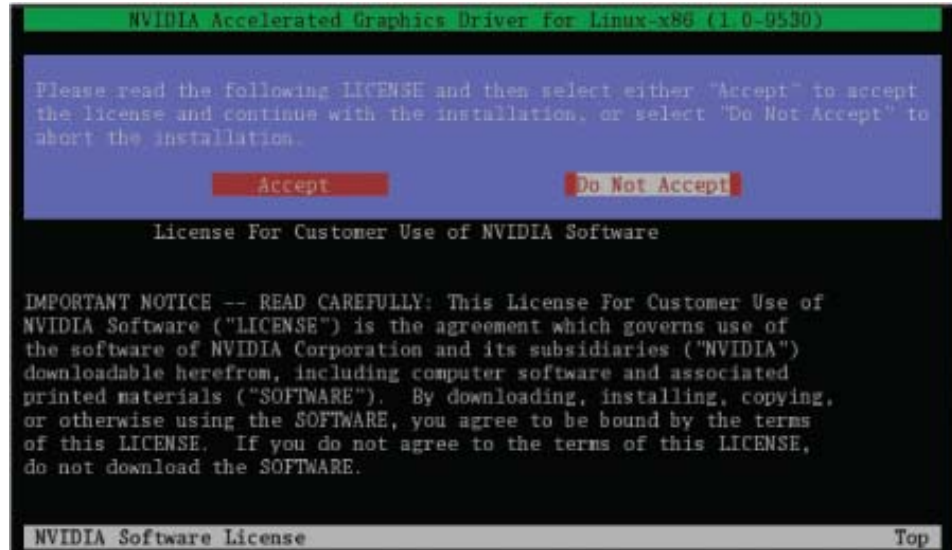 NVIDIA Accelerated Graphics Driver for Linux-x86 (1.0-9530)
Please read the following LICENSE and then select either "Accept" to accept
the license and continue with the installation, or select "Do Not Accept" to
abort the installation.
Accept Do Not Accept
License For Customer Use of NVIDIA Software
IMPORTANT NOTICE -- READ CAREFULLY: This License For Customer Use of
NVIDIA Software ("LICENSE") is the agreement which governs use of
the software of NVIDIA Corporation and its subsidiaries ("NVIDIA")
downloadable herefrom, including computer software and associated
printed materials ("SOFTWARE"). By downloading, installing, copying,
or otherwise using the SOFTWARE, you agree to be bound by the terms
of this LICENSE. If you do not agree to the terms of this LICENSE,
do not download the SOFTWARE.
NVIDIA Software License Top